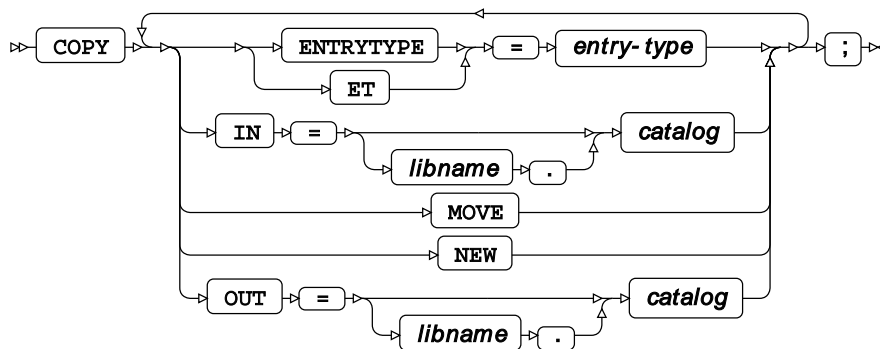 COPY ENTRYTYPE = entry-type ;
ET
IN = libname . catalog
MOVE
NEW
OUT = libname . catalog